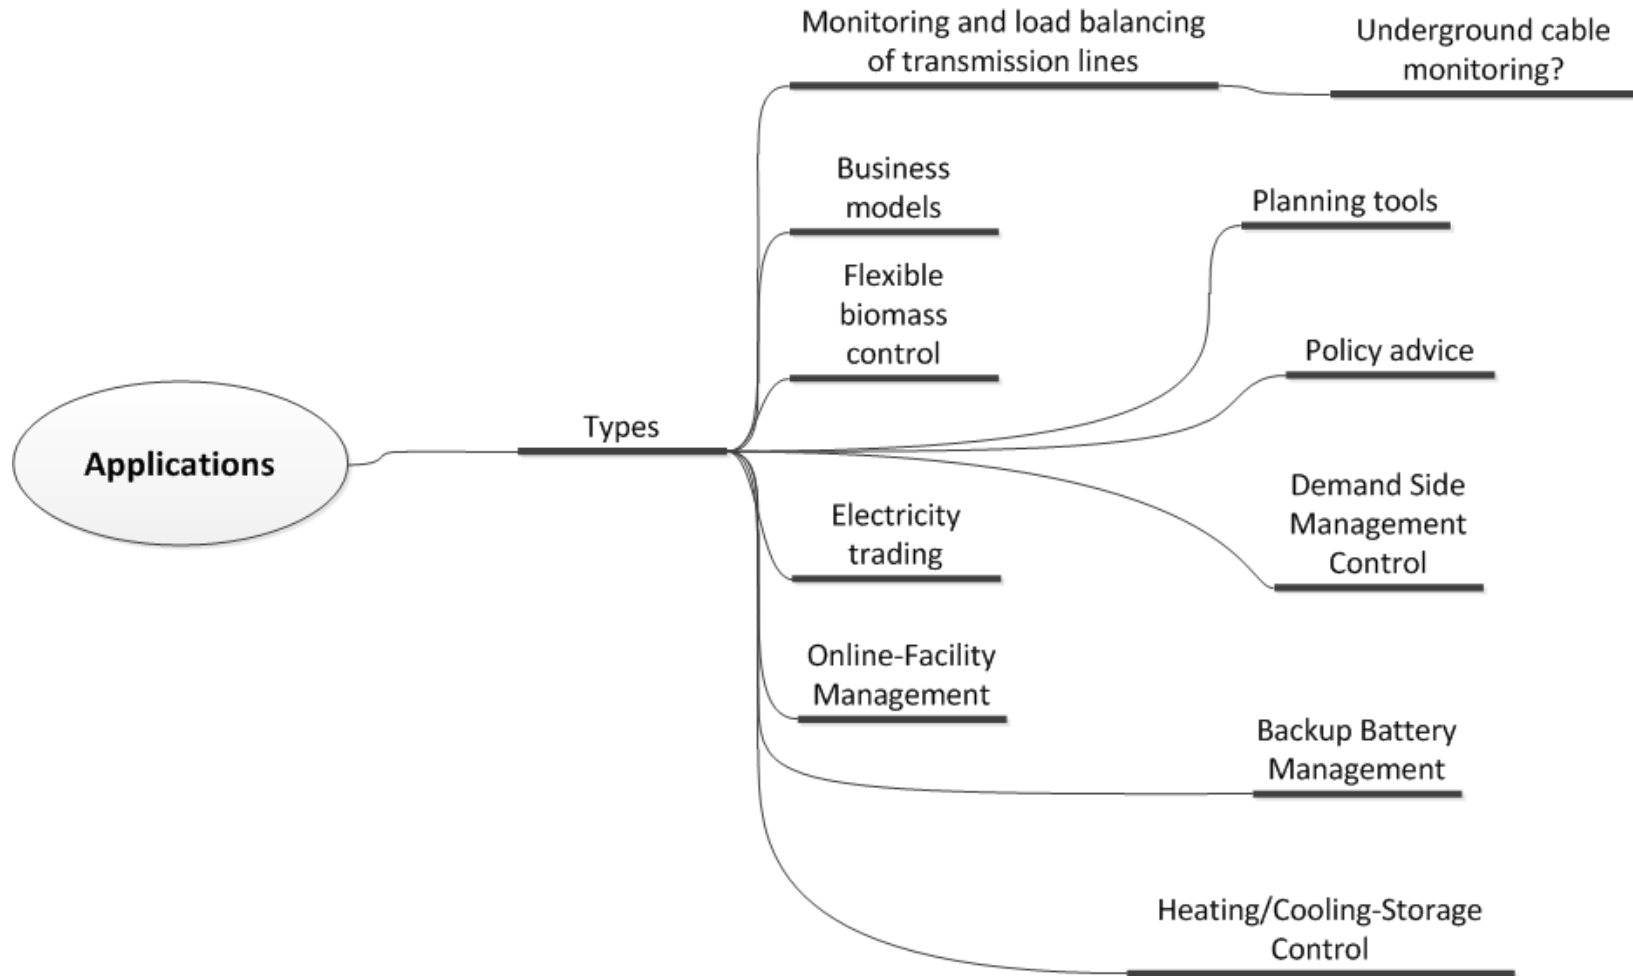 Monitoring and load balancing
of transmission lines
Underground cable
monitoring?
Business
models
Planning tools
Flexible
biomass
control
Policy advice
Types
Applications
Demand Side
Management
Control
Electricity
trading
Online-Facility
Management
Backup Battery
Management
Heating/Cooling-Storage
Control